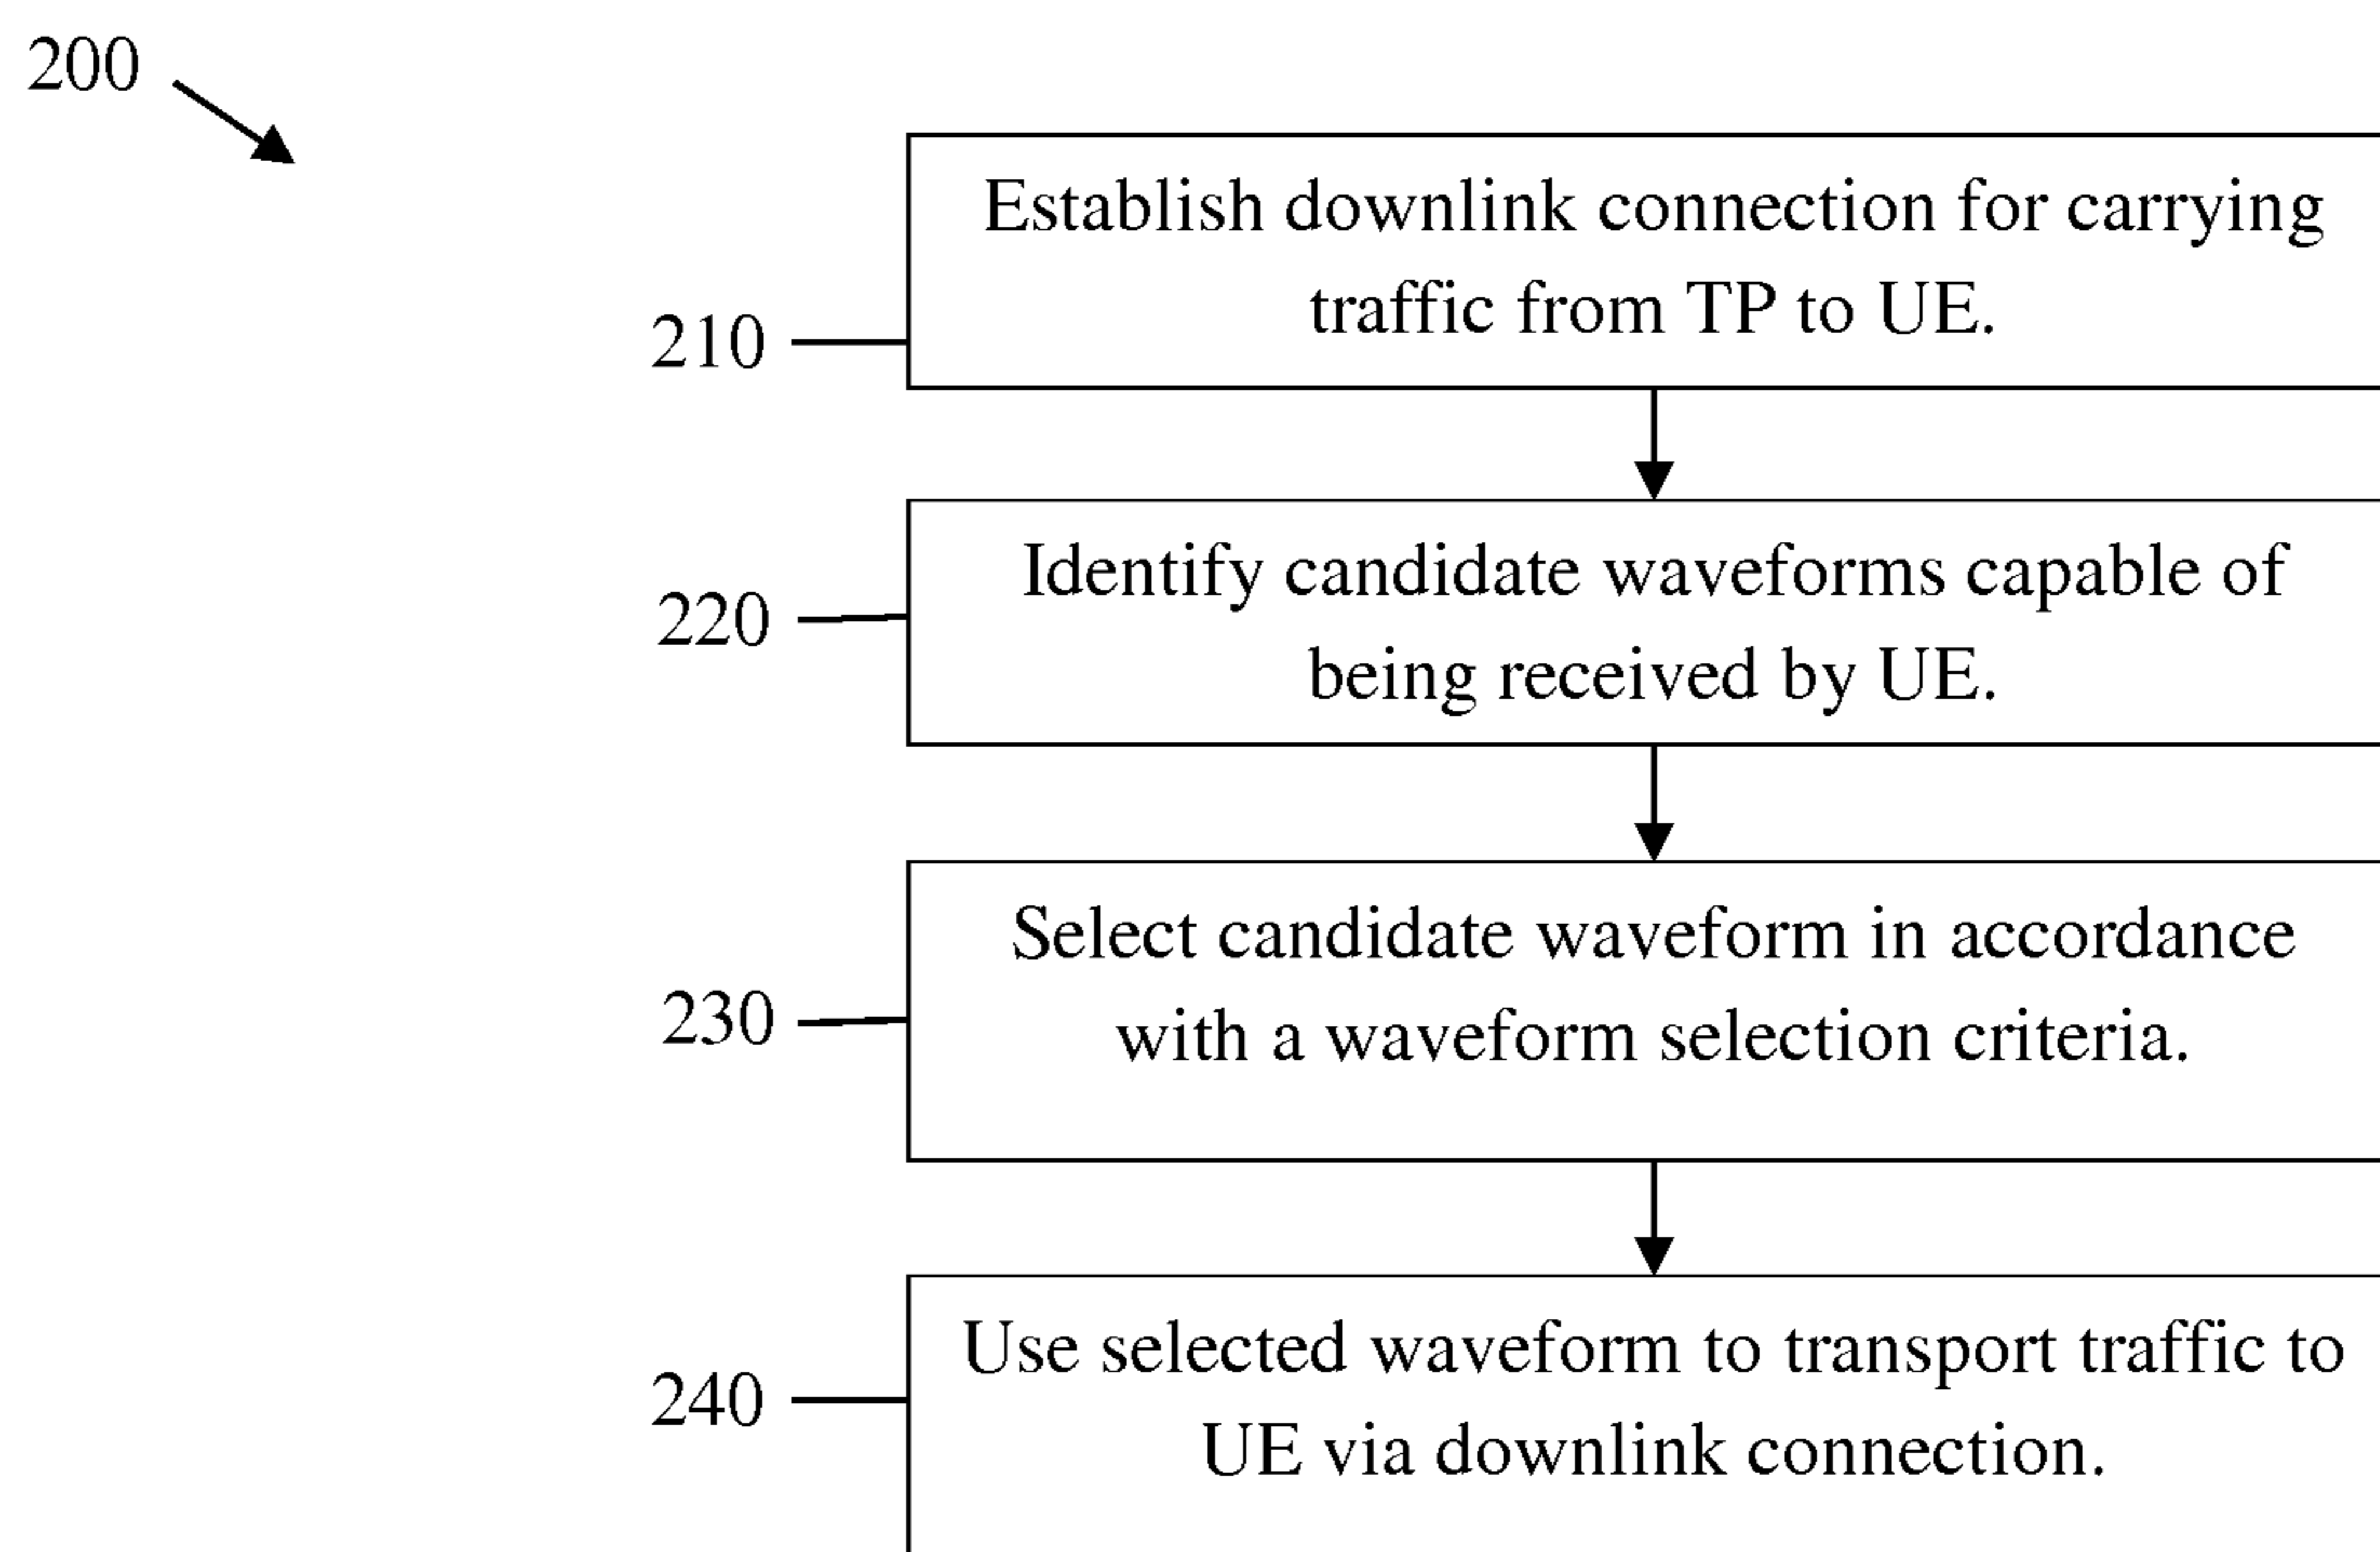 200
Establish downlink connection for carrying
traffic from TP to UE.
210
Identify candidate waveforms capable of
being received by UE.
220
Select candidate waveform in accordance
with a waveform selection criteria.
230
Use selected waveform to transport traffic to
UE via downlink connection.
240